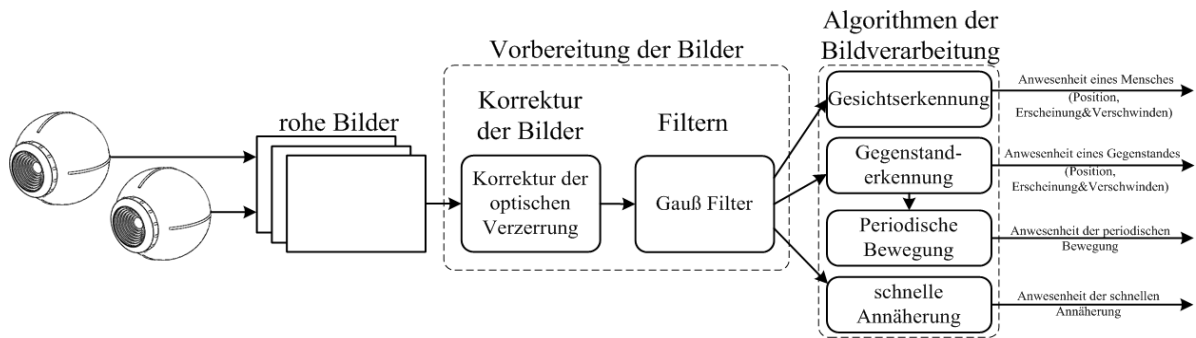 rohe Bilder
Vorbereitung der Bilder
Korrektur
der Bilder
Korrektur der
optischen
Verzerrung
Filtern
Gauß Filter
Algorithmen der
Bildverarbeitung
Gesichtserkennung
Gegenstand-
erkennung
Periodische
Bewegung
schnelle
Annäherung
Anwesenheit eines Mensches
(Position,
Erscheinung&Verschwinden)
Anwesenheit eines Gegenstandes
(Position,
Erscheinung&Verschwinden)
Anwesenheit der periodischen
Bewegung
Anwesenheit der schnellen
Annäherung